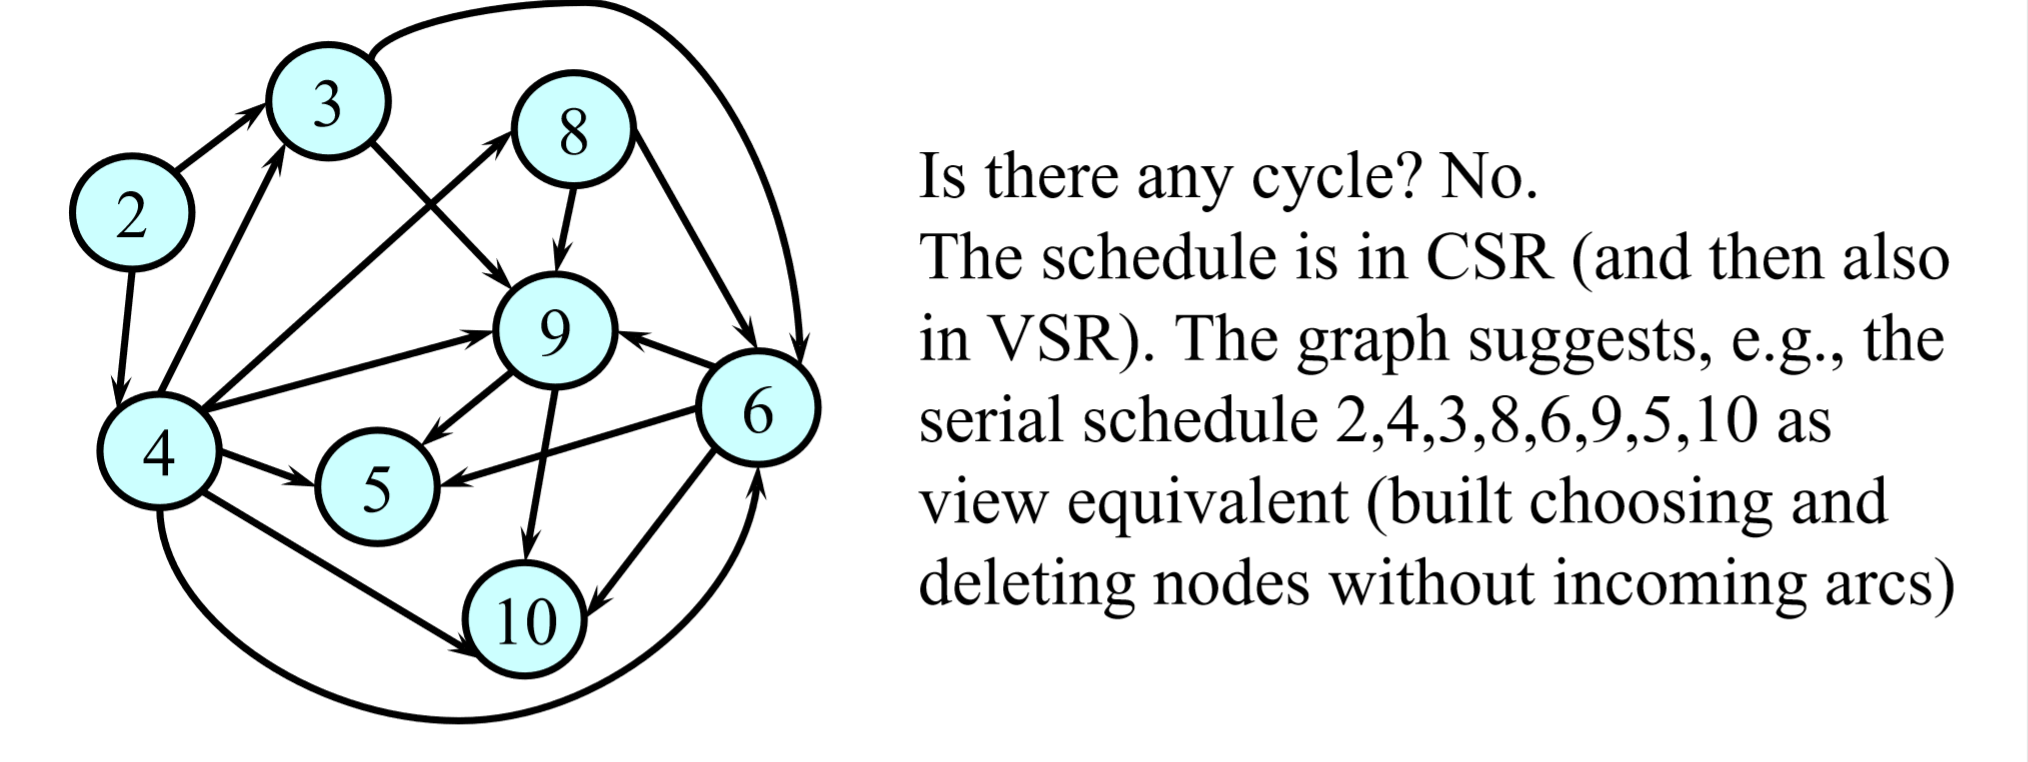 3
8
2
9
6
4
5
10
Is there any cycle? No.
The schedule is in CSR (and then also
in VSR). The graph suggests, e.g., the
serial schedule 2,4,3,8,6,9,5,10 as
view equivalent (built choosing and
deleting nodes without incoming arcs)